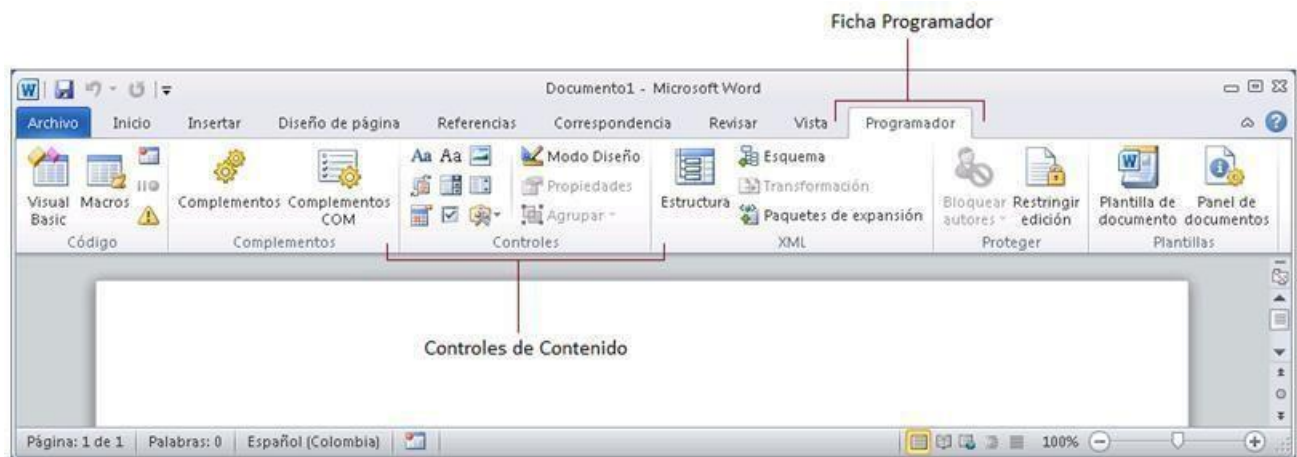 Ficha Programador
Documento1 - Microsoft Word
Archivo Inicio Insertar Diseño de página Referencias Correspondencia Revisar Vista Programador
Aa Aa Modo Diseño Esquema
Propiedades Transformación
Visual Basic Macros Complementos Complementos COM Agrupar Estructura Paquetes de expansión Bloquear autores Restringir edición Plantilla de documento Panel de documentos
Código Complementos Controles XML Proteger Plantillas
Controles de Contenido
Página: 1 de 1 Palabras: 0 Español (Colombia) 100%